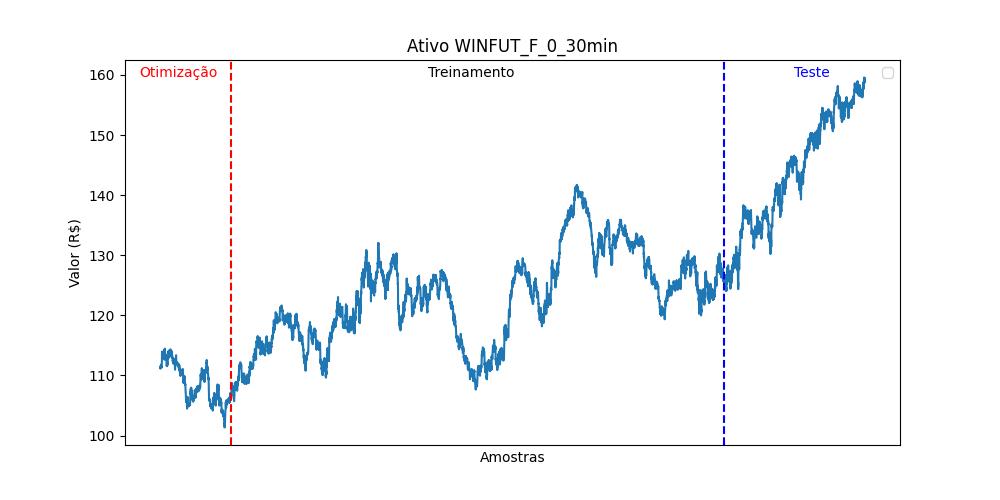 Ativo WINFUT_F_0_30min
Otimização
Treinamento
Teste
160
150
140
130
120
110
100
Valor (R$)
Amostras